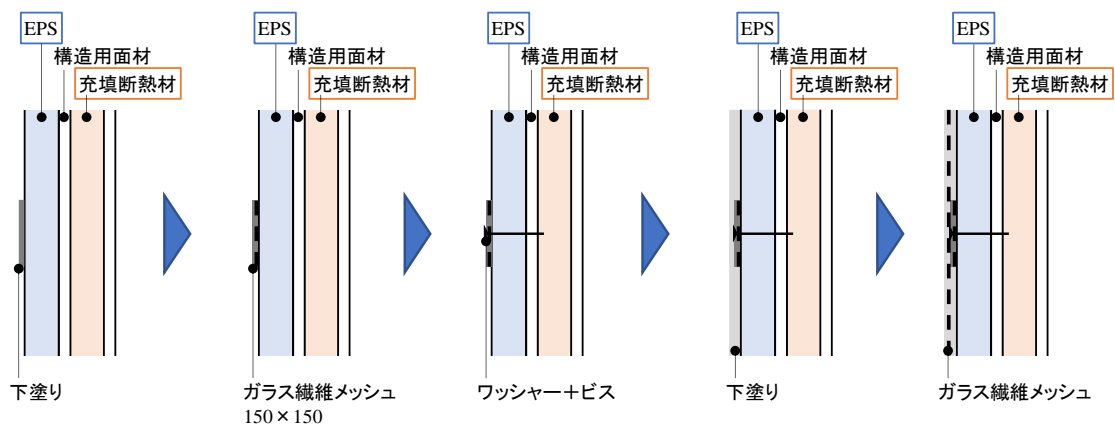 EPS
構造用面材
充填断熱材
下塗り
EPS
構造用面材
充填断熱材
ガラス繊維メッシュ
150×150
EPS
構造用面材
充填断熱材
ワッシャー＋ビス
EPS
構造用面材
充填断熱材
下塗り
EPS
構造用面材
充填断熱材
ガラス繊維メッシュ